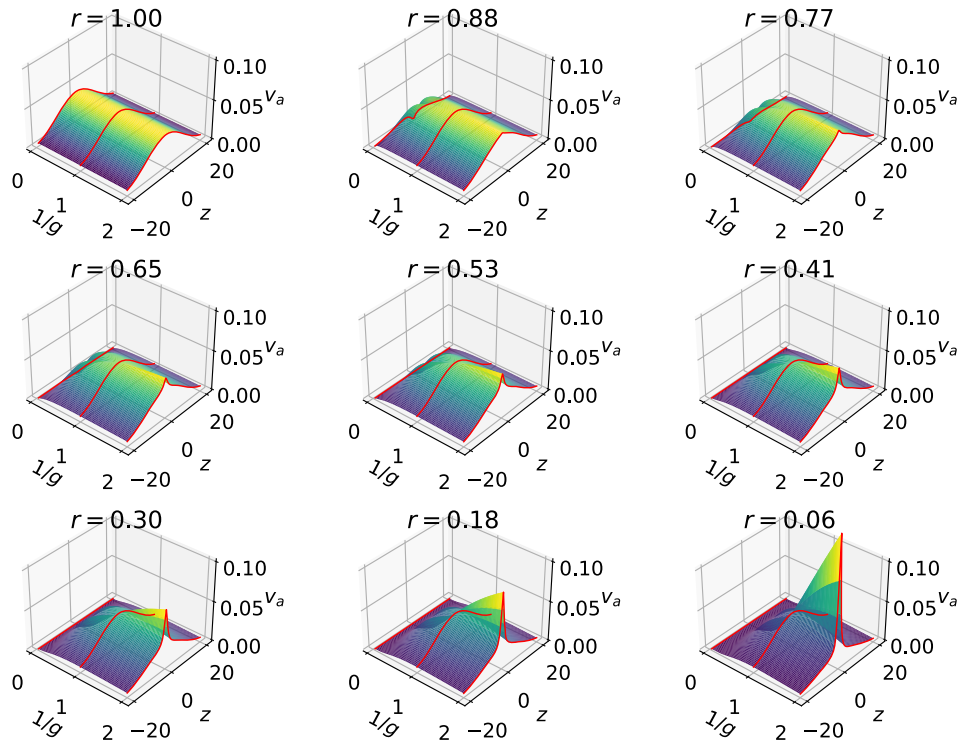 r = 1.00
0.10
0.05
v_a
0.00
20
0
z
−20
0
1
2
1/g
r = 0.88
0.10
0.05
v_a
0.00
20
0
z
−20
0
1
2
1/g
r = 0.77
0.10
0.05
v_a
0.00
20
0
z
−20
0
1
2
1/g
r = 0.65
0.10
0.05
v_a
0.00
20
0
z
−20
0
1
2
1/g
r = 0.53
0.10
0.05
v_a
0.00
20
0
z
−20
0
1
2
1/g
r = 0.41
0.10
0.05
v_a
0.00
20
0
z
−20
0
1
2
1/g
r = 0.30
0.10
0.05
v_a
0.00
20
0
z
−20
0
1
2
1/g
r = 0.18
0.10
0.05
v_a
0.00
20
0
z
−20
0
1
2
1/g
r = 0.06
0.10
0.05
v_a
0.00
20
0
z
−20
0
1
2
1/g